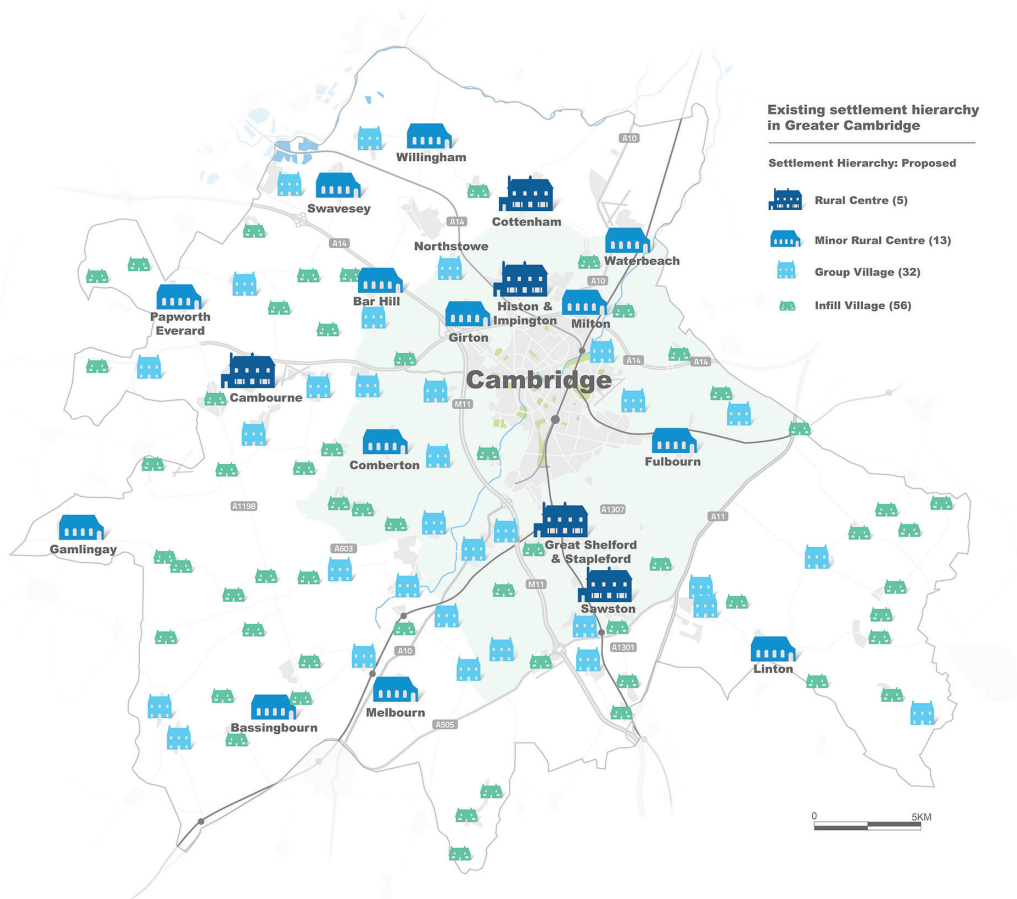 Existing settlement hierarchy
in Greater Cambridge
Settlement Hierarchy: Proposed
Rural Centre (5)
Minor Rural Centre (13)
Group Village (32)
Infill Village (56)
A10
Willingham
Swavesey
Cottenham
A14
A14
Northstowe
Waterbeach
A10
Bar Hill
Papworth
Everard
Histon &
Impington
Milton
Girton
A14
A14
Cambridge
Cambourne
M11
Comberton
Fulbourn
A1198
A1307
A11
Gamlingay
A603
Great Shelford
& Stapleford
M11
Sawston
A10
A1301
Linton
Melbourn
Bassingbourn
A505
0
5KM